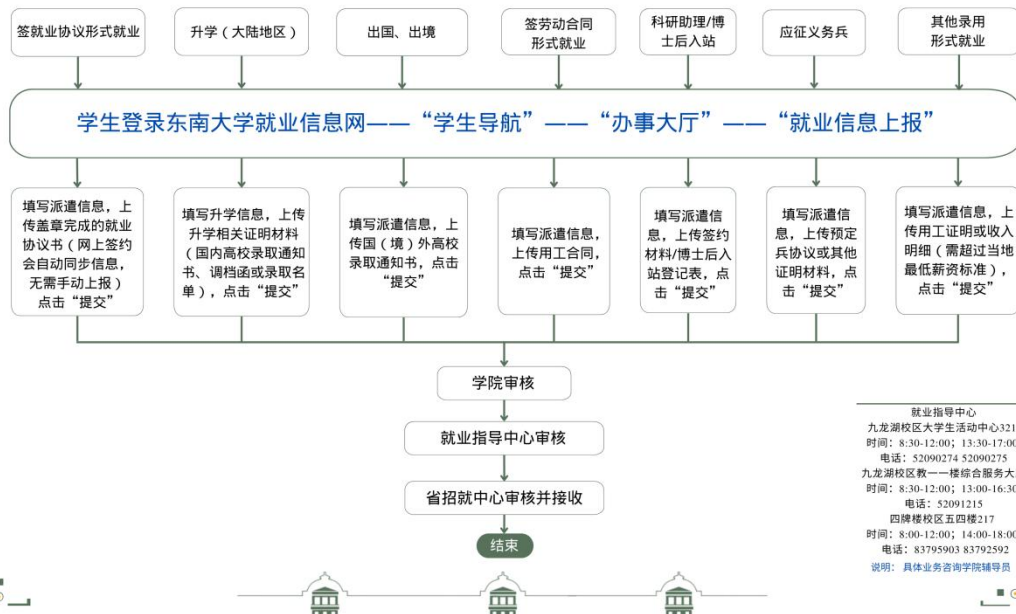 签就业协议形式就业
升学（大陆地区）
出国、出境
签劳动合同
形式就业
科研助理/博
士后入站
应征义务兵
其他录用
形式就业
学生登录东南大学就业信息网——“学生导航”——“办事大厅”——“就业信息上报”
填写派遣信息，上
传盖章完成的就业
协议书（网上签约
会自动同步信息，
无需手动上报）
点击“提交”
填写升学信息，上传
升学相关证明材料
（国内高校录取通知
书、调档函或录取名
单），点击“提交”
填写派遣信息，上
传国（境）外高校
录取通知书，点击
“提交”
填写派遣信息，
上传用工合同，
点击“提交”
填写派遣信
息，上传签约
材料/博士后入
站登记表，点
击“提交”
填写派遣信
息，上传预定
兵协议或其他
证明材料，点
击“提交”
填写派遣信息，上
传用工证明或收入
明细（需超过当地
最低薪资标准），
点击“提交”
学院审核
就业指导中心审核
省招就中心审核并接收
结束
就业指导中心
九龙湖校区大学生活动中心321
时间：8:30-12:00；13:30-17:00
电话：52090274 52090275
九龙湖校区教一一楼综合服务大
时间：8:30-12:00；13:00-16:30
电话：52091215
四牌楼校区五四楼217
时间：8:00-12:00；14:00-18:00
电话：83795903 83792592
说明： 具体业务咨询学院辅导员